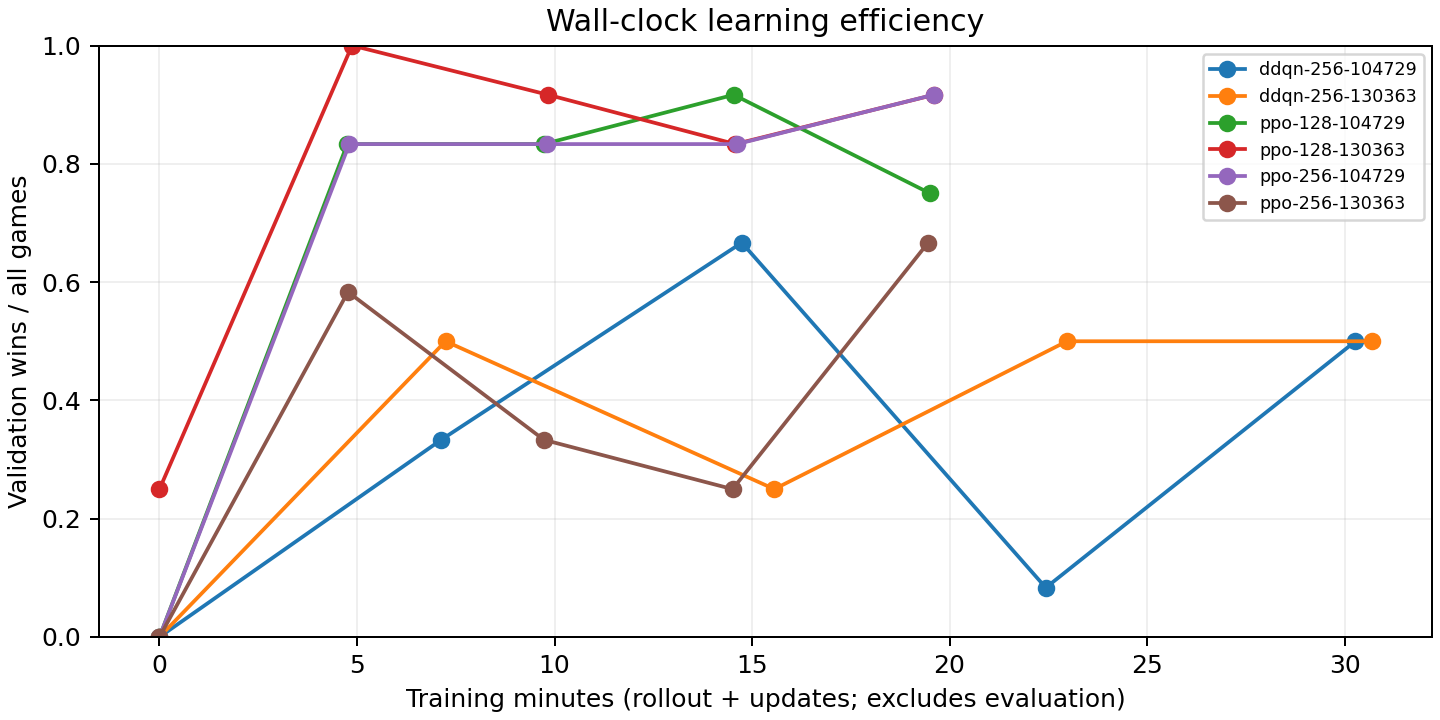 Wall-clock learning efficiency
1.0
0.8
0.6
0.4
0.2
0.0
Validation wins / all games
ddqn-256-104729
ddqn-256-130363
ppo-128-104729
ppo-128-130363
ppo-256-104729
ppo-256-130363
0 5 10 15 20 25 30
Training minutes (rollout + updates; excludes evaluation)